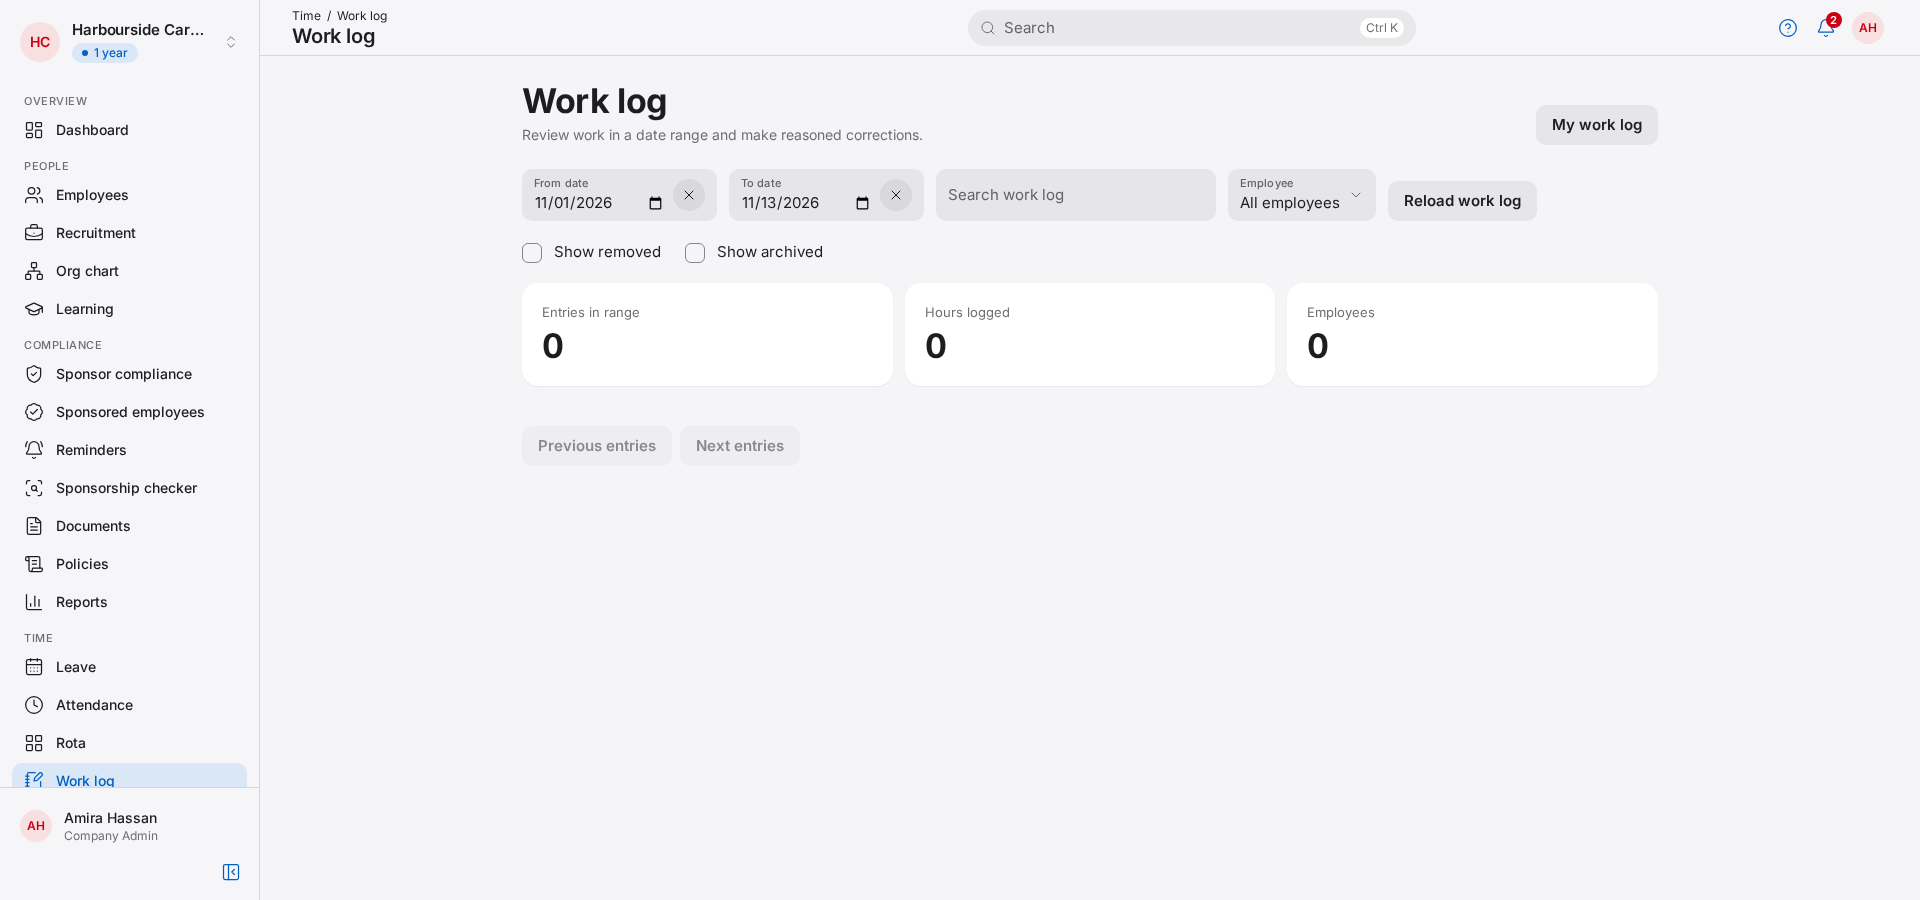 HC
Harbourside Car...
1 year
OVERVIEW
Dashboard
PEOPLE
Employees
Recruitment
Org chart
Learning
COMPLIANCE
Sponsor compliance
Sponsored employees
Reminders
Sponsorship checker
Documents
Policies
Reports
TIME
Leave
Attendance
Rota
Work log
AH
Amira Hassan
Company Admin
Time / Work log
Work log
Search
Ctrl K
2
AH
Work log
Review work in a date range and make reasoned corrections.
My work log
From date
11/01/2026
To date
11/13/2026
Search work log
Employee
All employees
Reload work log
Show removed
Show archived
Entries in range
0
Hours logged
0
Employees
0
Previous entries
Next entries